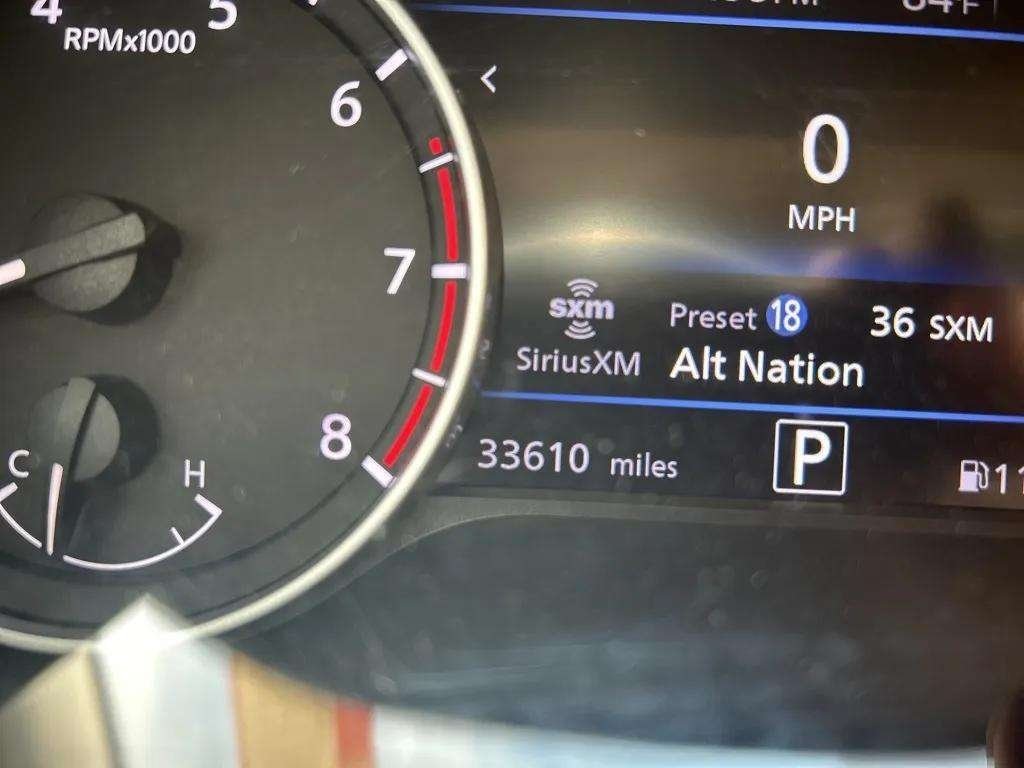 4 5
RPMx1000
6
7
8
C H
0
MPH
sxm
SiriusXM
Preset 18
36 SXM
Alt Nation
33610 miles
P